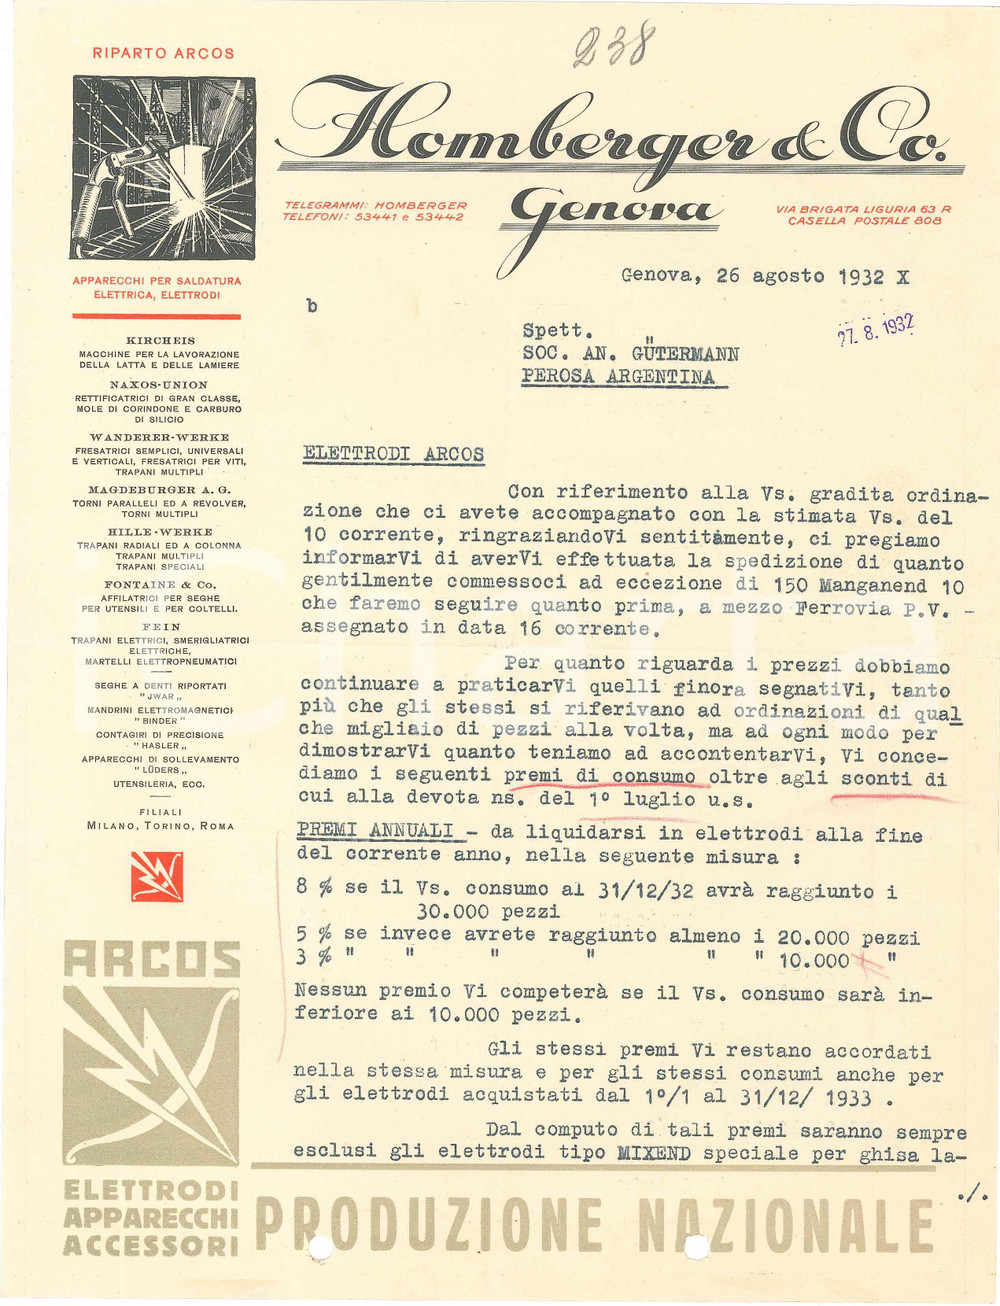 238
RIPARTO ARCOS
Homberger & Co.
Genova
TELEGRAMMI: HOMBERGER
TELEFONI: 53441 e 53442
VIA BRIGATA LIGURIA 63 R
CASELLA POSTALE 808
APPARECCHI PER SALDATURA
ELETTRICA, ELETTRODI
KIRCHEIS
MACCHINE PER LA LAVORAZIONE
DELLA LATTA E DELLE LAMIERE
NAXOS-UNION
RETTIFICATRICI DI GRAN CLASSE,
MOLE DI CORINDONE E CARBURO
DI SILICIO
WANDERER-WERKE
FRESATRICI SEMPLICI, UNIVERSALI
E VERTICALI, FRESATRICI PER VITI,
TRAPANI MULTIPLI
MAGDEBURGER A. G.
TORNI PARALLELI ED A REVOLVER,
TORNI MULTIPLI
HILLE-WERKE
TRAPANI RADIALI ED A COLONNA
TRAPANI MULTIPLI
TRAPANI SPECIALI
FONTAINE & Co.
AFFILATRICI PER SEGHE
PER UTENSILI E PER COLTELLI.
FEIN
TRAPANI ELETTRICI, SMERIGLIATRICI
ELETTRICHE,
MARTELLI ELETTROPNEUMATICI
SEGHE A DENTI RIPORTATI
"JWAR„
MANDRINI ELETTROMAGNETICI
"BINDER"
CONTAGIRI DI PRECISIONE
"HASLER„
APPARECCHI DI SOLLEVAMENTO
"LÜDERS„
UTENSILERIA, ECC.
FILIALI
MILANO, TORINO, ROMA
ARCOS
ELETTRODI
APPARECCHI
ACCESSORI
Genova, 26 agosto 1932 X
b
27. 8. 1932
Spett.
SOC. AN. GÜTERMANN
PEROSA ARGENTINA
ELETTRODI ARCOS
Con riferimento alla Vs. gradita ordina-
zione che ci avete accompagnato con la stimata Vs. del
10 corrente, ringraziandoVi sentitamente, ci pregiamo
informarVi di averVi effettuata la spedizione di quanto
gentilmente commessoci ad eccezione di 150 Manganend 10
che faremo seguire quanto prima, a mezzo Ferrovia P.V. -
assegnato in data 16 corrente.
Per quanto riguarda i prezzi dobbiamo
continuare a praticarVi quelli finora segnatiVi, tanto
più che gli stessi si riferivano ad ordinazioni di qual
che migliaio di pezzi alla volta, ma ad ogni modo per
dimostrarVi quanto teniamo ad accontentarVi, Vi conce-
diamo i seguenti premi di consumo oltre agli sconti di
cui alla devota ns. del 1° luglio u.s.
PREMI ANNUALI - da liquidarsi in elettrodi alla fine
del corrente anno, nella seguente misura :
8 % se il Vs. consumo al 31/12/32 avrà raggiunto i
30.000 pezzi
5 % se invece avrete raggiunto almeno i 20.000 pezzi
3 % " " " " " " 10.000 "
Nessun premio Vi competerà se il Vs. consumo sarà in-
feriore ai 10.000 pezzi.
Gli stessi premi Vi restano accordati
nella stessa misura e per gli stessi consumi anche per
gli elettrodi acquistati dal 1°/1 al 31/12/ 1933 .
Dal computo di tali premi saranno sempre
esclusi gli elettrodi tipo MIXEND speciale per ghisa la-
./.
PRODUZIONE NAZIONALE